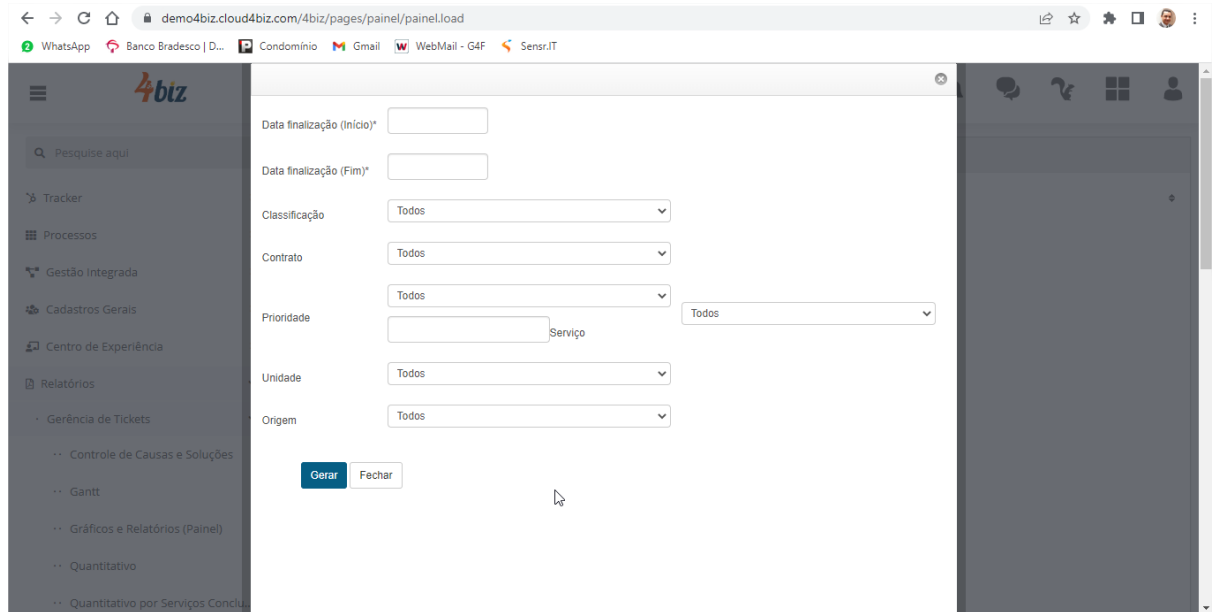 demo4biz.cloud4biz.com/4biz/pages/painel/painel.load
WhatsApp Banco Bradesco | D... Condomínio Gmail WebMail - G4F Sensr.IT
4biz
Pesquise aqui
Tracker
Processos
Gestão Integrada
Cadastros Gerais
Centro de Experiência
Relatórios
Gerência de Tickets
Controle de Causas e Soluções
Gantt
Gráficos e Relatórios (Painel)
Quantitativo
Quantitativo por Serviços Conclu...
Data finalização (Início)*
Data finalização (Fim)*
Classificação Todos
Contrato Todos
Todos
Prioridade Todos
Serviço
Unidade Todos
Origem Todos
Gerar Fechar